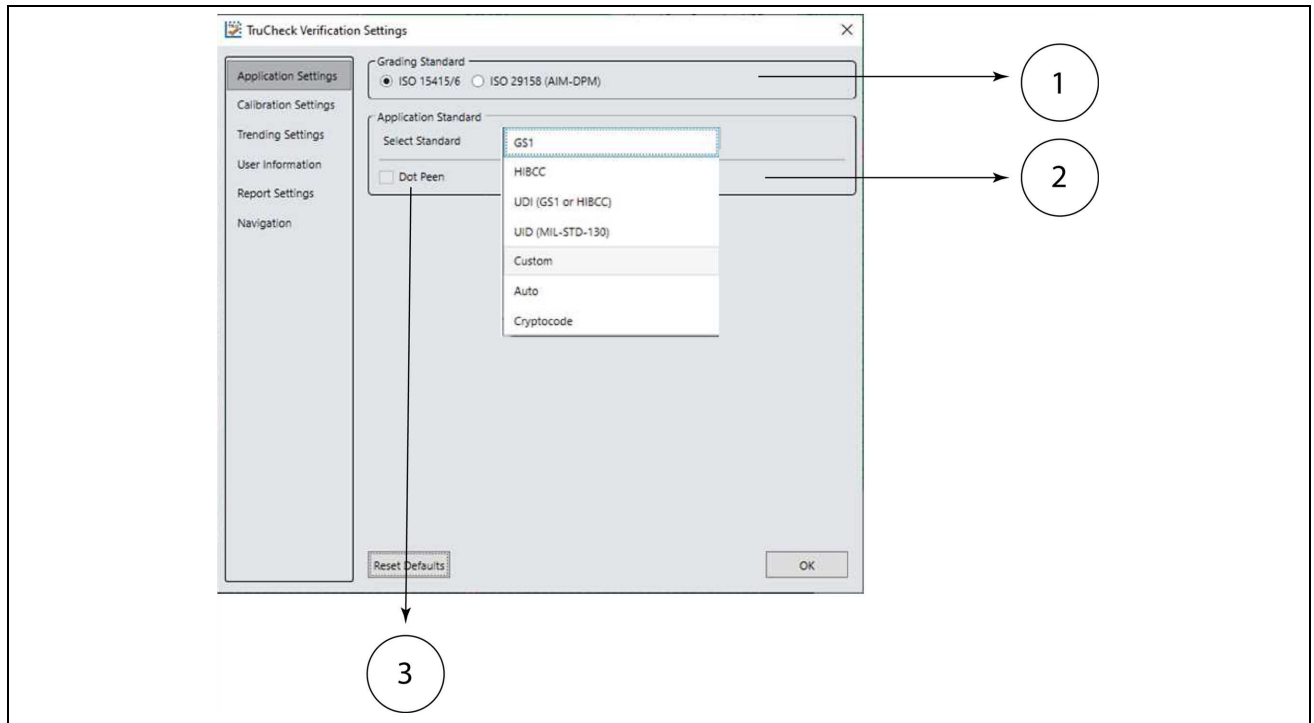 TruCheck Verification Settings
Application Settings
Calibration Settings
Trending Settings
User Information
Report Settings
Navigation
Grading Standard
ISO 15415/6 ISO 29158 (AIM-DPM)
Application Standard
Select Standard GS1
Dot Peen
HIBCC
UDI (GS1 or HIBCC)
UID (MIL-STD-130)
Custom
Auto
Cryptocode
Reset Defaults OK
1
2
3